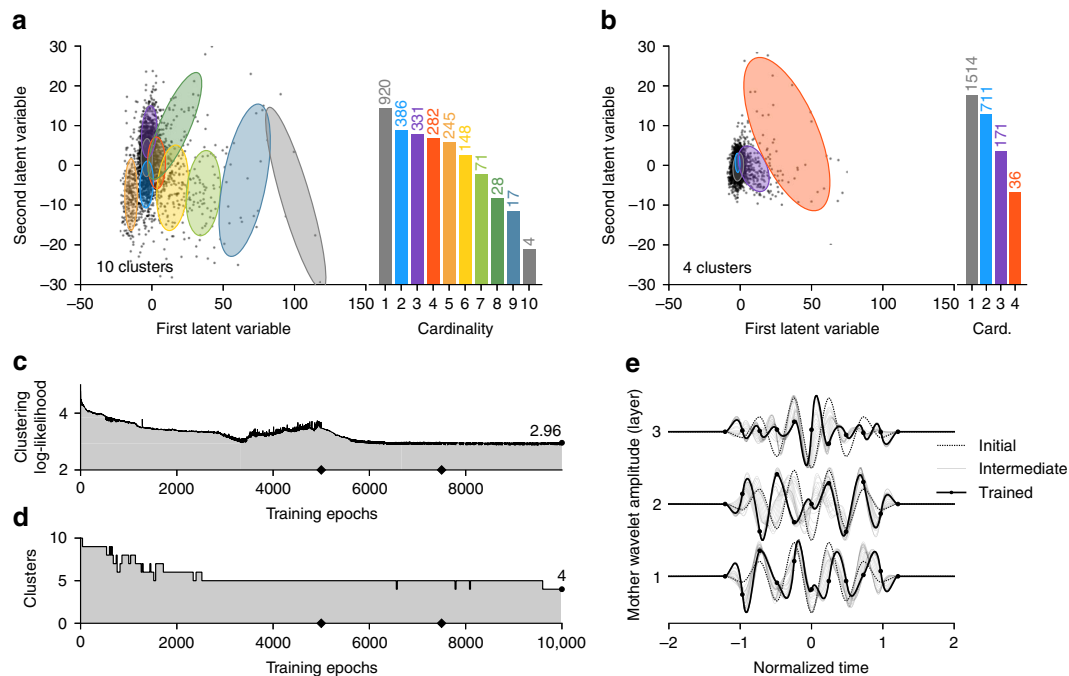 a
30
20
10
0
−10
−20
−30
Second latent variable
10 clusters
−50
0
50
100
150
First latent variable
920
386
331
282
245
148
71
28
17
4
1 2 3 4 5 6 7 8 9 10
Cardinality
b
30
20
10
0
−10
−20
−30
Second latent variable
4 clusters
−50
0
50
100
150
First latent variable
1514
711
171
36
1 2 3 4
Card.
c
Clustering
log-likelihood
4
2
2.96
0
2000
4000
6000
8000
Training epochs
d
Clusters
10
5
0
4
0
2000
4000
6000
8000
10,000
Training epochs
e
Mother wavelet amplitude (layer)
3
2
1
Initial
Intermediate
Trained
−2
−1
0
1
2
Normalized time